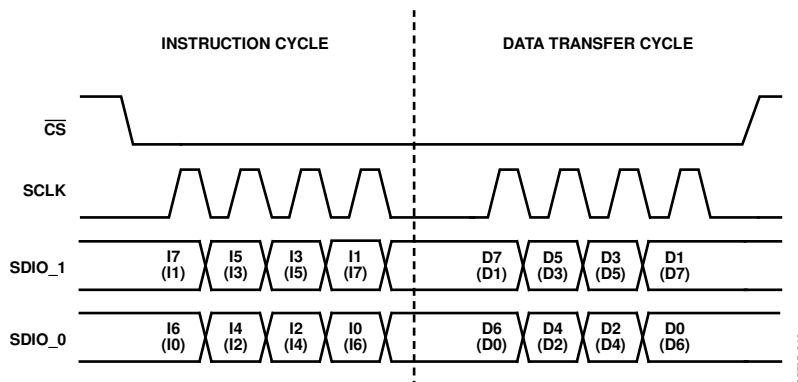 INSTRUCTION CYCLE DATA TRANSFER CYCLE
CS
SCLK
SDIO_1 I7 I5 I3 I1 D7 D5 D3 D1
(I1) (I3) (I5) (I7) (D1) (D3) (D5) (D7)
SDIO_0 I6 I4 I2 I0 D6 D4 D2 D0
(I0) (I2) (I4) (I6) (D0) (D2) (D4) (D6)